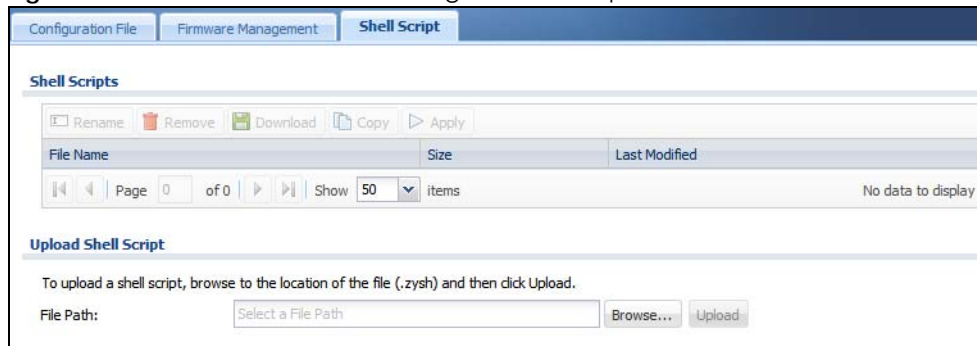 Configuration File Firmware Management Shell Script
Shell Scripts
Rename Remove Download Copy Apply
File Name Size Last Modified
Page 0 of 0 Show 50 items No data to display
Upload Shell Script
To upload a shell script, browse to the location of the file (.zysh) and then click Upload.
File Path: Select a File Path Browse... Upload